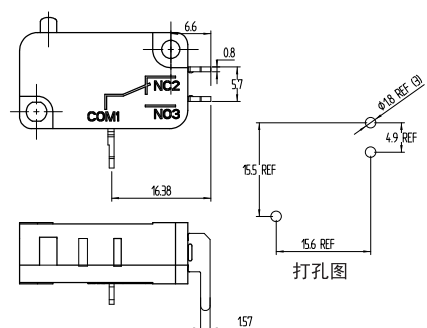 6.6
0.8
5.7
NC2
COM1
NO3
16.38
Ø1.8 REF (3)
4.9 REF
15.5 REF
15.6 REF
打孔图
1.57